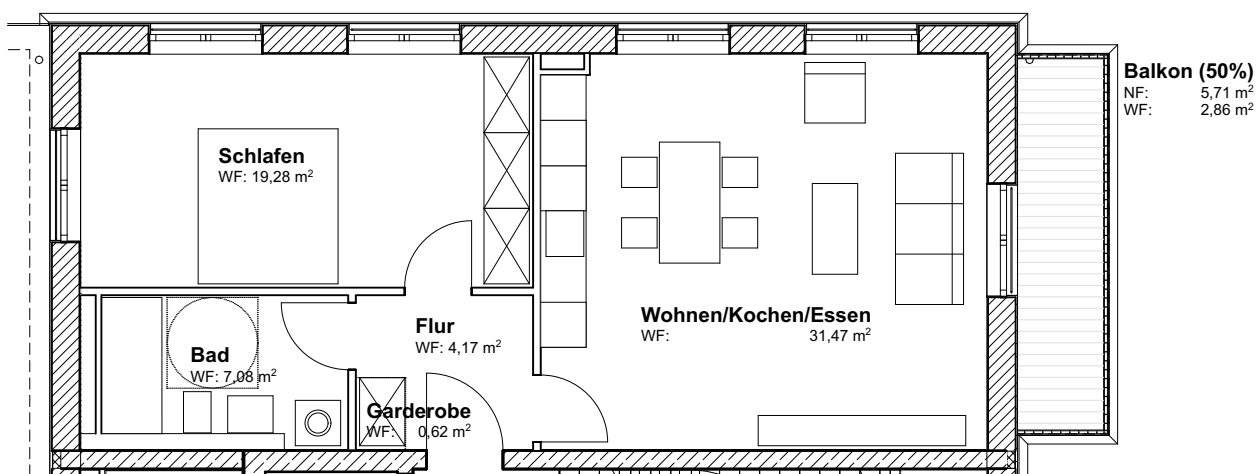 Balkon (50%)
NF: 5,71 m²
WF: 2,86 m²
Schlafen
WF: 19,28 m²
Wohnen/Kochen/Essen
WF: 31,47 m²
Flur
WF: 4,17 m²
Bad
WF: 7,08 m²
Garderobe
WF: 0,62 m²